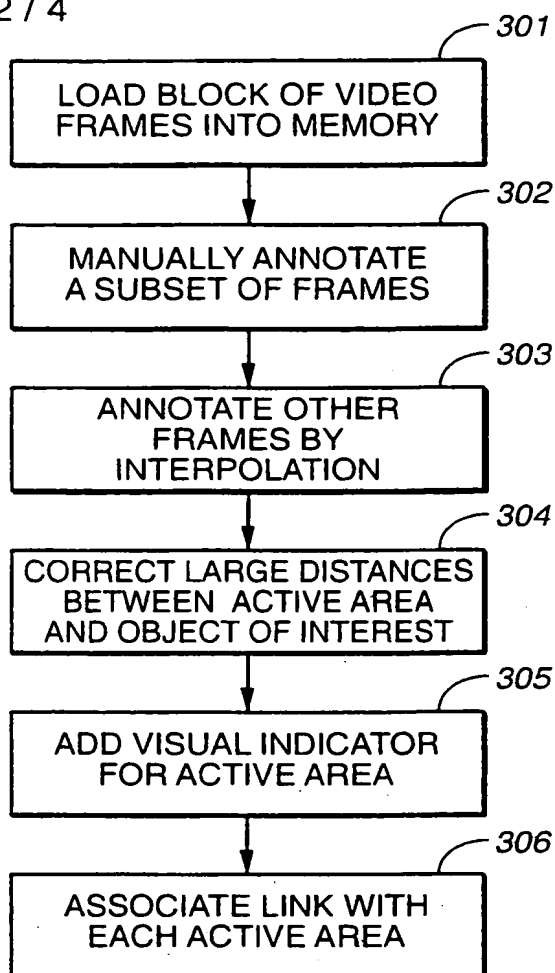 2/4
301
LOAD BLOCK OF VIDEO
FRAMES INTO MEMORY
302
MANUALLY ANNOTATE
A SUBSET OF FRAMES
303
ANNOTATE OTHER
FRAMES BY
INTERPOLATION
304
CORRECT LARGE DISTANCES
BETWEEN ACTIVE AREA
AND OBJECT OF INTEREST
305
ADD VISUAL INDICATOR
FOR ACTIVE AREA
306
ASSOCIATE LINK WITH
EACH ACTIVE AREA